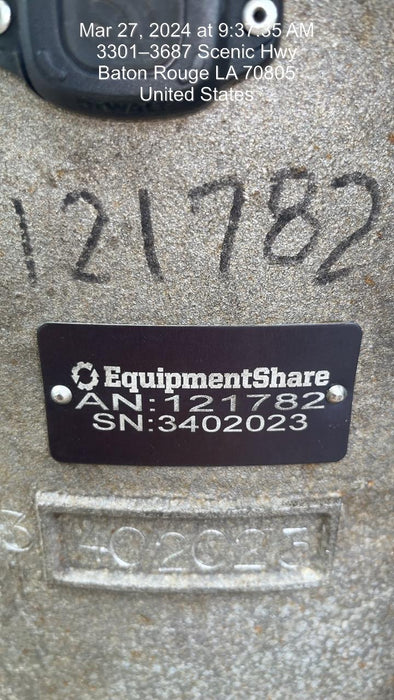 Mar 27, 2024 at 9:37:35 AM
3301–3687 Scenic Hwy
Baton Rouge LA 70805
United States
121782
EquipmentShare
AN:121782
SN:3402023
3402023